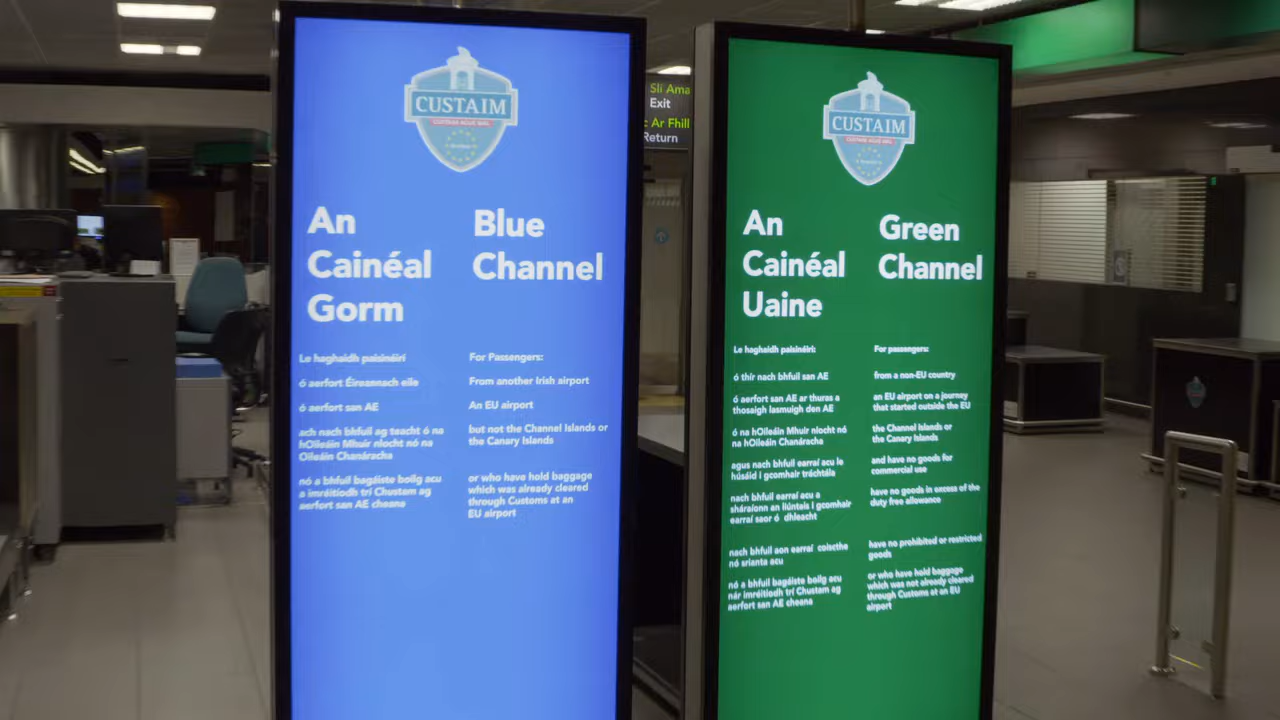 CUSTAIM
An
Cainéal
Gorm
Le haghaidh paisinéirí
ó aerfort Éireannach eile
ó aerfort san AE
ach nach bhfuil ag teacht ó na
hOileáin Mhuir nIocht nó na
Oileáin Chanáracha
nó a bhfuil bagáiste boilg acu
a imréitíodh trí Chustam ag
aerfort san AE cheana
Blue
Channel
For Passengers:
From another Irish airport
An EU airport
but not the Channel Islands or
the Canary Islands
or who have hold baggage
which was already cleared
through Customs at an
EU airport
Slí Ama
Exit
Ar Fhill
Return
CUSTAIM
An
Cainéal
Uaine
Le haghaidh paisinéirí:
ó thír nach bhfuil san AE
ó aerfort san AE ar thuras a
thosaigh lasmuigh den AE
ó na hOileáin Mhuir nIocht nó
na hOileáin Chanáracha
agus nach bhfuil earraí acu le
húsáid i gcomhair tráchtála
nach bhfuil earraí acu a
sháraíonn an liúntais i gcomhair
earraí saor ó dhleacht
nach bhfuil aon earraí coiscthe
nó srianta acu
nó a bhfuil bagáiste boilg acu
nár imréitíodh trí Chustam ag
aerfort san AE cheana
Green
Channel
For passengers:
from a non-EU country
an EU airport on a journey
that started outside the EU
the Channel Islands or
the Canary Islands
and have no goods for
commercial use
have no goods in excess of the
duty free allowance
have no prohibited or restricted
goods
or who have hold baggage
which was not already cleared
through Customs at an EU
airport